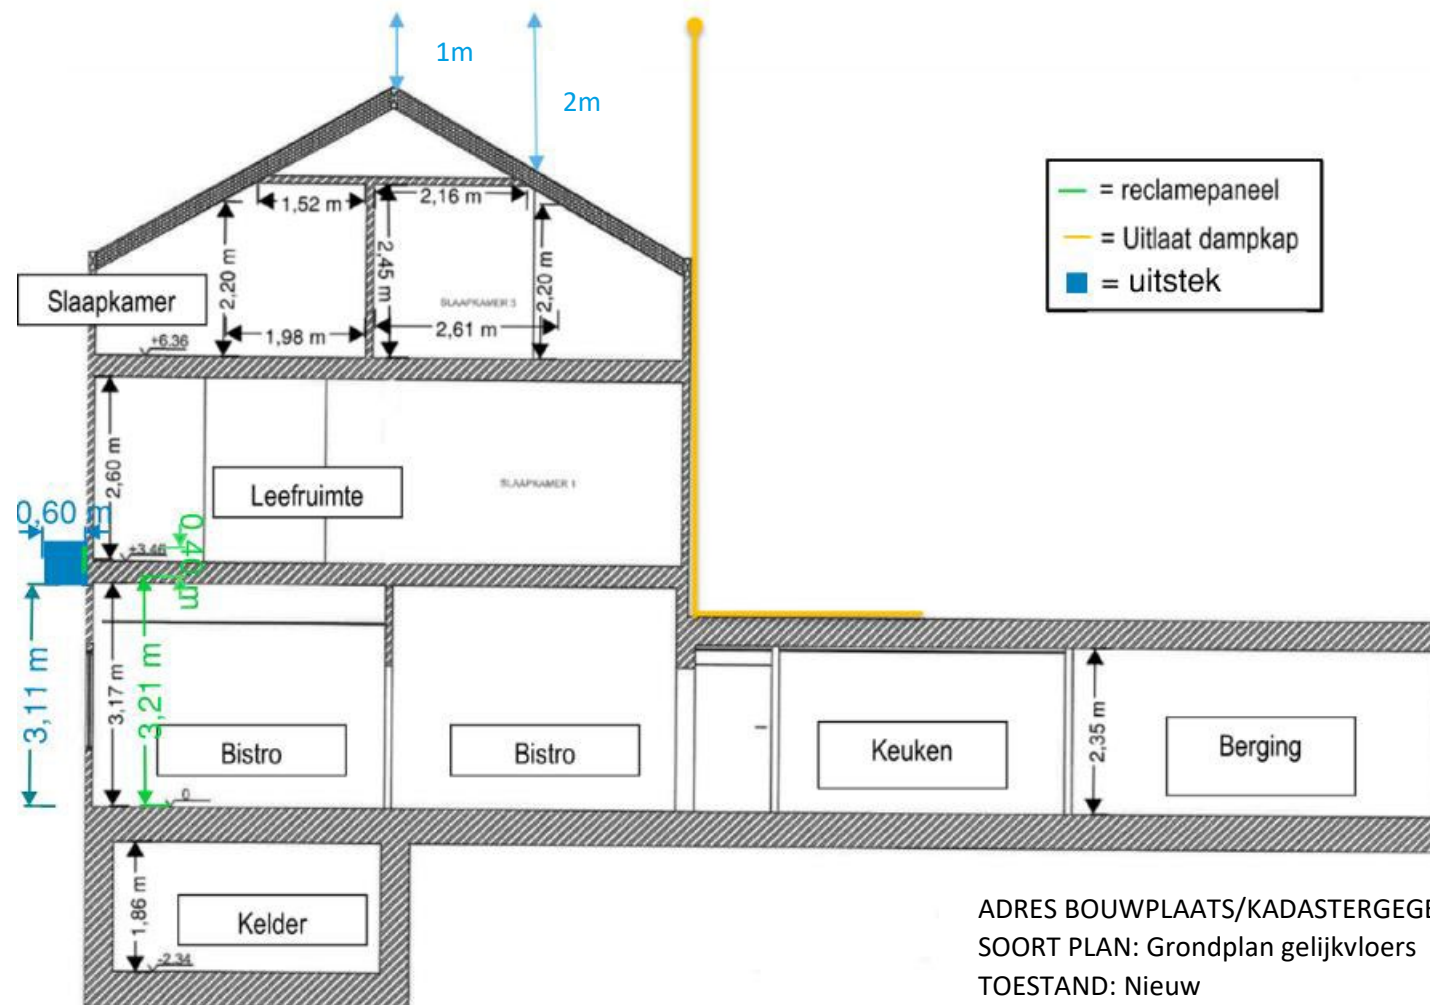 1m
2m
= reclamepaneel
= Uitlaat dampkap
= uitstek
1,52 m
2,16 m
2,20 m
2,45 m
2,20 m
SLAAPKAMER 3
Slaapkamer
1,98 m
2,61 m
+6.36
2,60 m
Leefruimte
SLAAPKAMER 1
0,60 m
+3.46
0,40 m
3,11 m
3,17 m
3,21 m
Bistro
Bistro
Keuken
2,35 m
Berging
0
1,86 m
Kelder
-2.34
ADRES BOUWPLAATS/KADASTERGEGE
SOORT PLAN: Grondplan gelijkvloers
TOESTAND: Nieuw